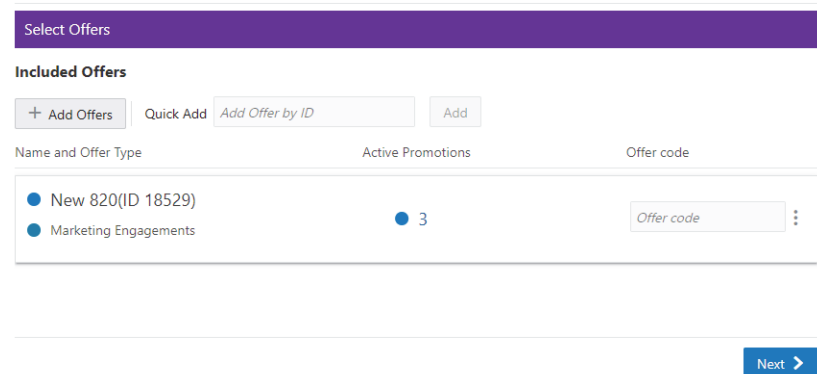 Select Offers
Included Offers
+ Add Offers Quick Add Add Offer by ID Add
Name and Offer Type Active Promotions Offer code
New 820(ID 18529)
Marketing Engagements
3
Offer code
Next